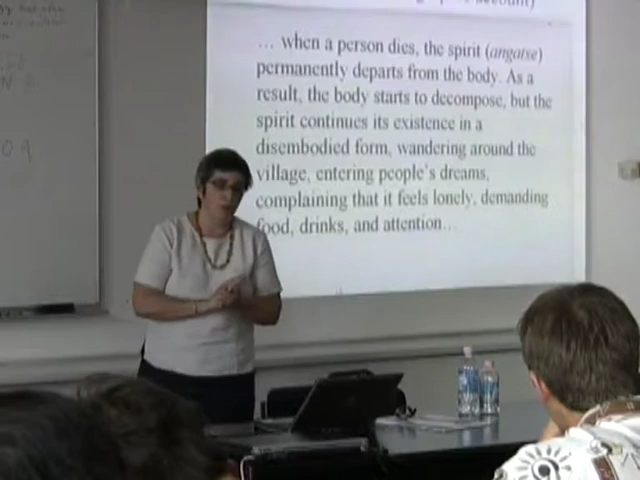 account)
… when a person dies, the spirit (angatse)
permanently departs from the body. As a
result, the body starts to decompose, but the
spirit continues its existence in a
disembodied form, wandering around the
village, entering people's dreams,
complaining that it feels lonely, demanding
food, drinks, and attention…